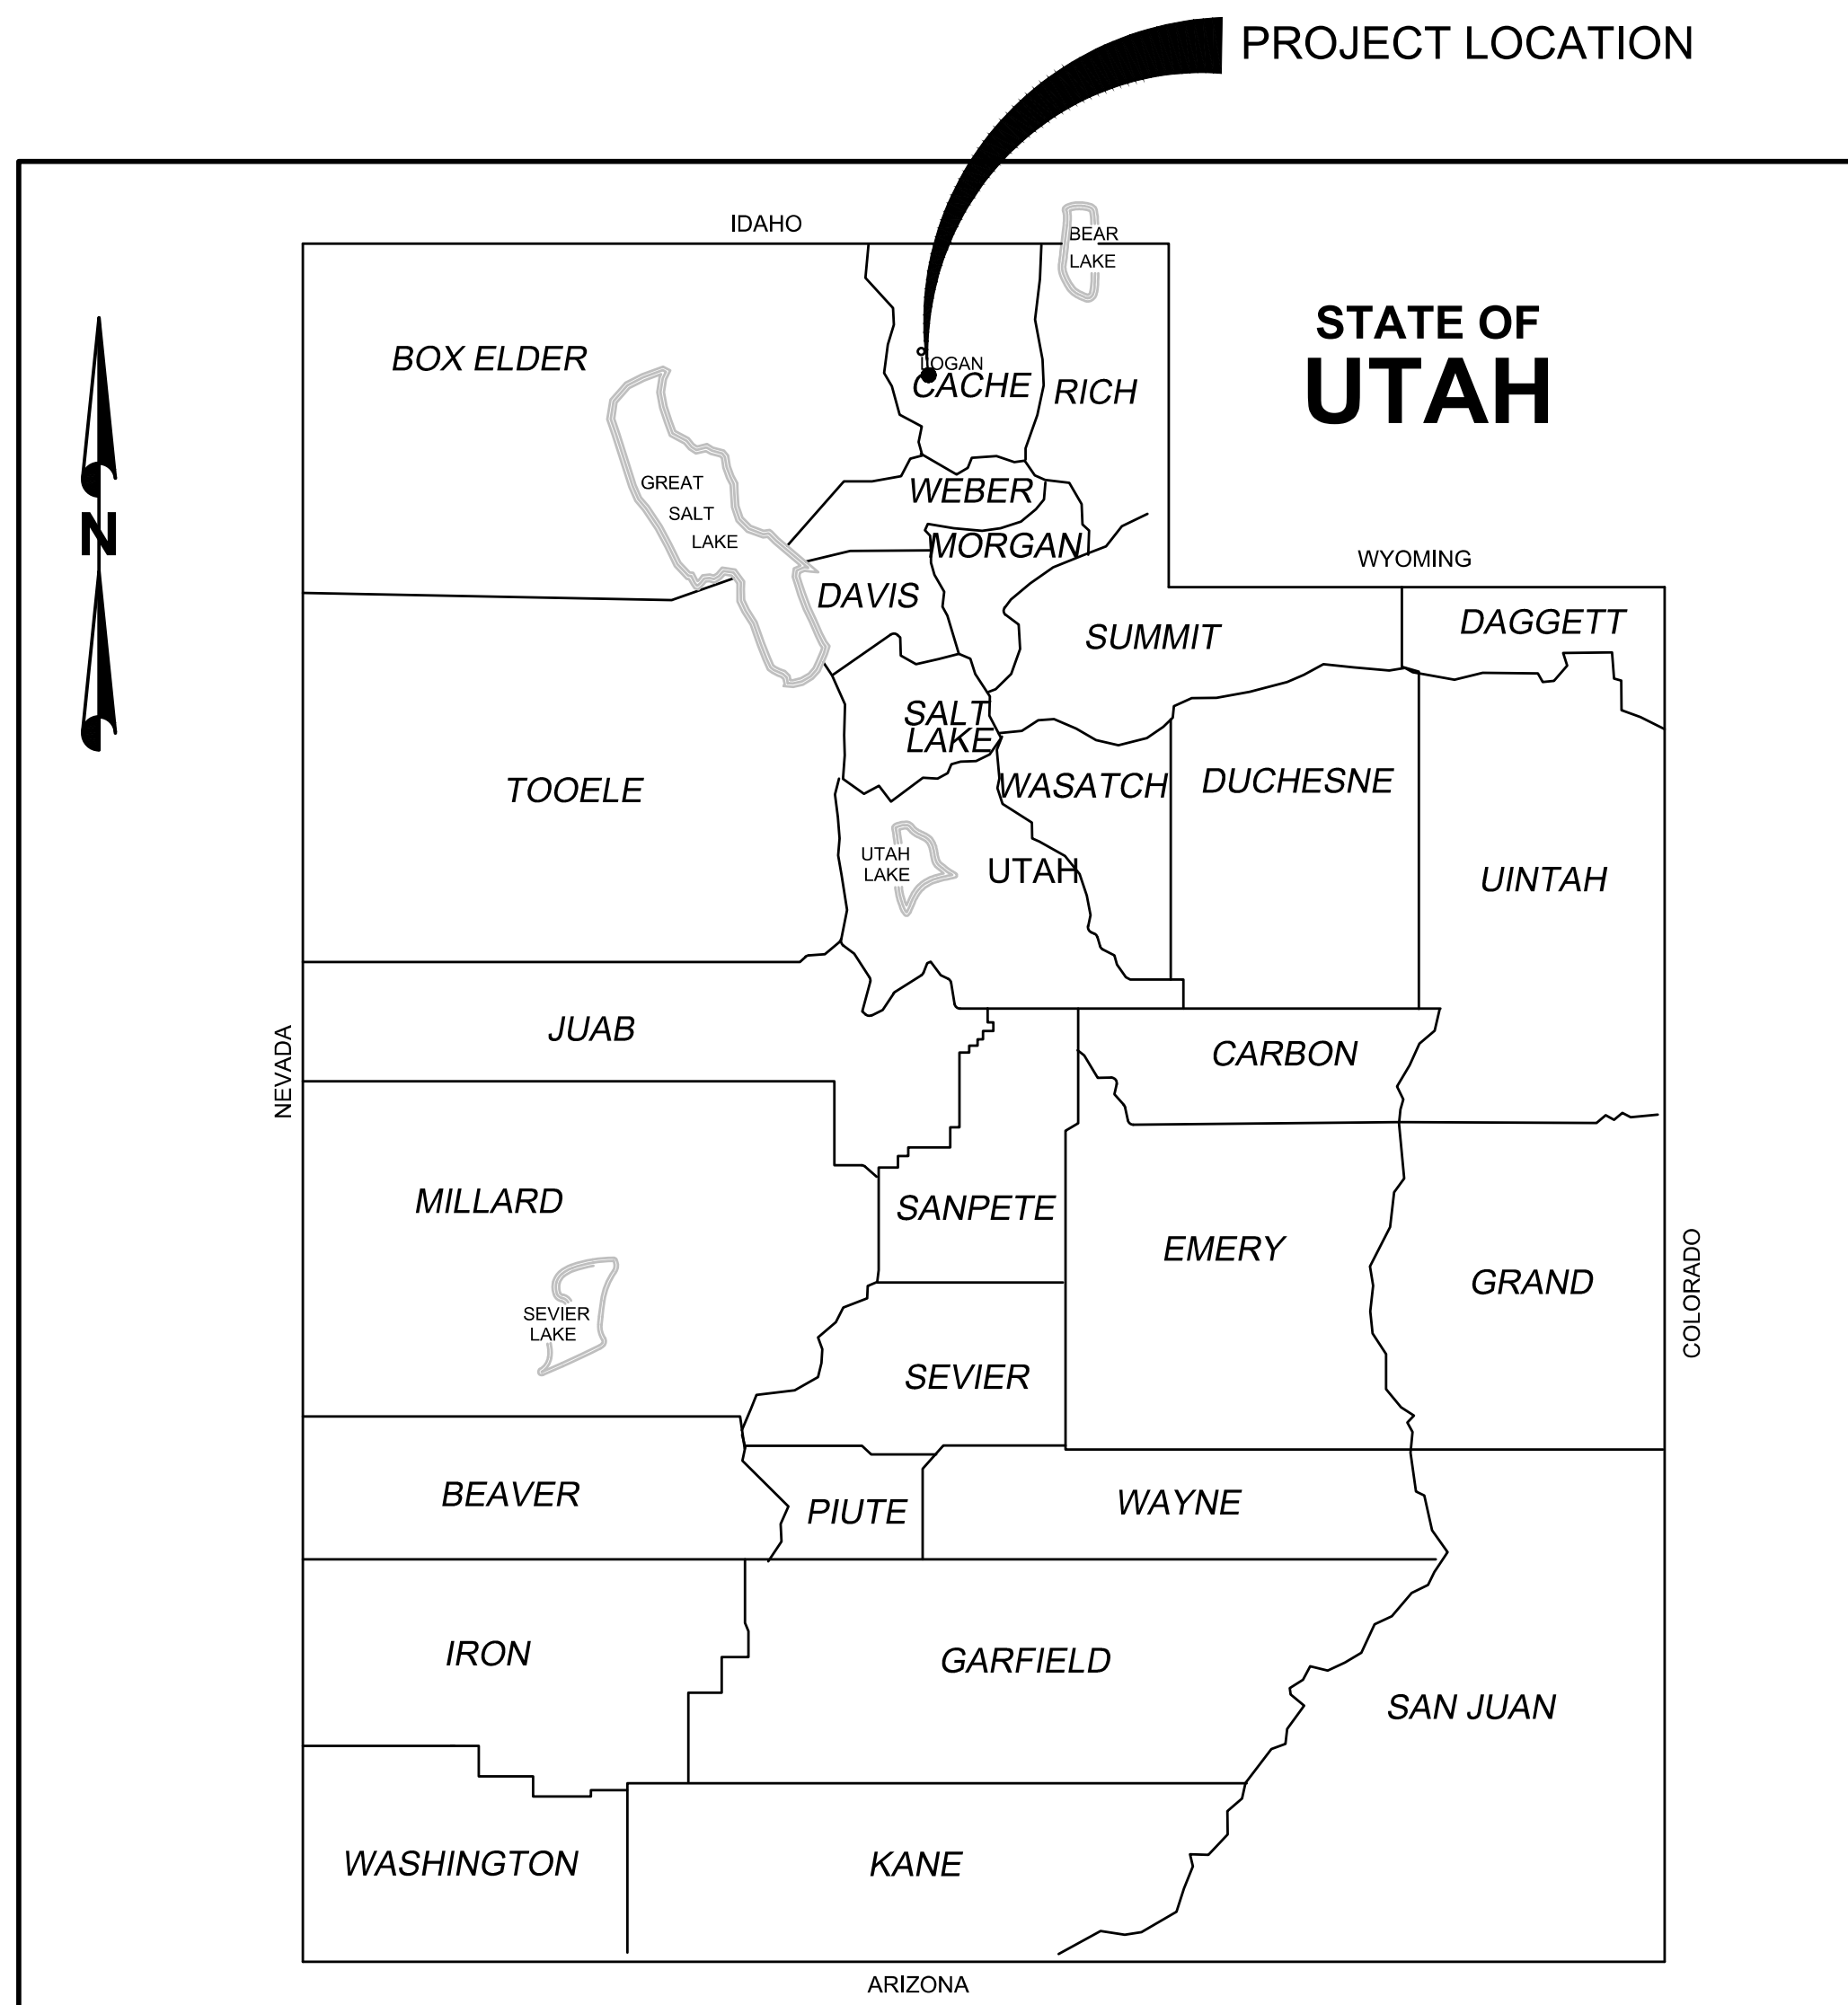 PROJECT LOCATION
IDAHO
BEAR
LAKE
STATE OF
UTAH
BOX ELDER
LOGAN
CACHE
RICH
GREAT
SALT
LAKE
WEBER
N
MORGAN
WYOMING
DAVIS
DAGGETT
SUMMIT
SALT
LAKE
TOOELE
WASATCH
DUCHESNE
UTAH
LAKE
UTAH
UINTAH
JUAB
NEVADA
CARBON
MILLARD
SANPETE
EMERY
GRAND
COLORADO
SEVIER
LAKE
SEVIER
BEAVER
PIUTE
WAYNE
IRON
GARFIELD
SAN JUAN
WASHINGTON
KANE
ARIZONA